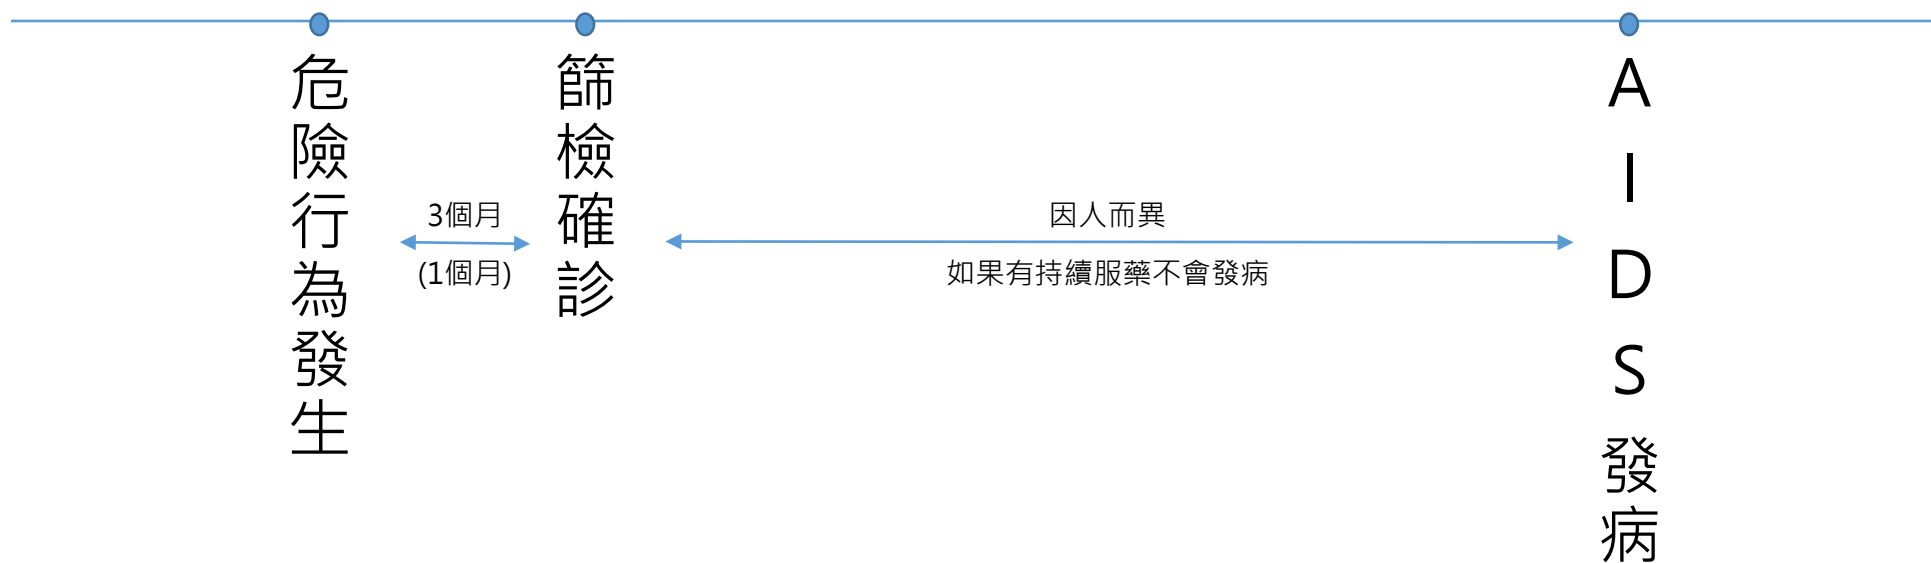 危險行為發生
3個月
(1個月)
篩檢確診
因人而異
如果有持續服藥不會發病
AIDS發病